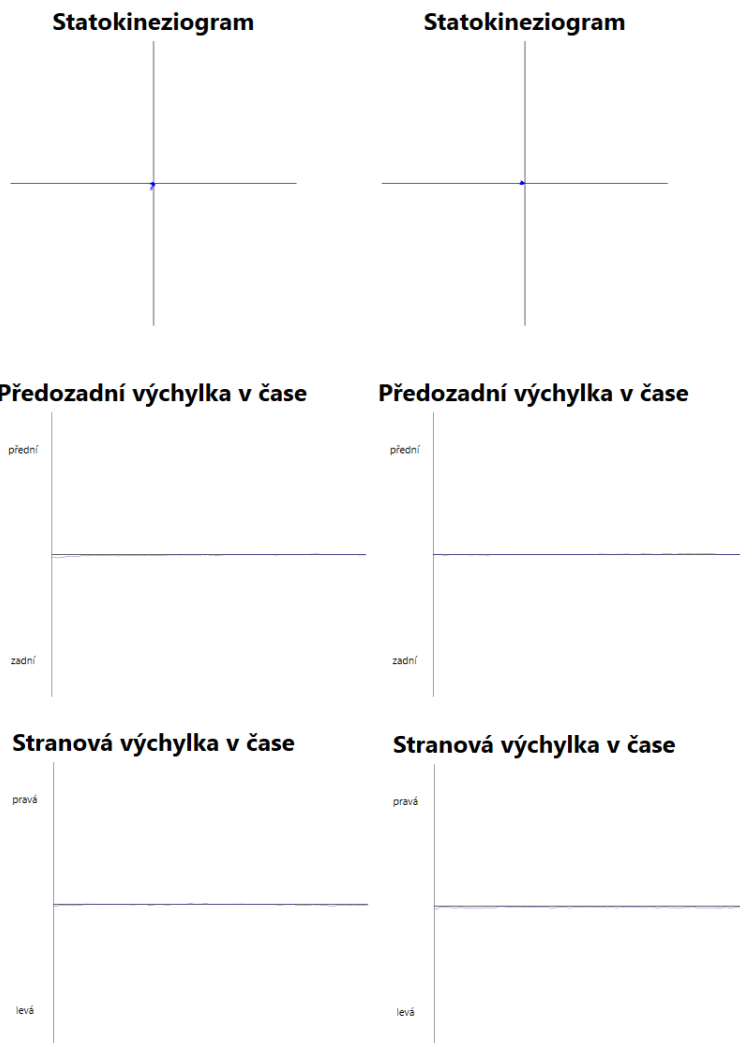 Statokineziogram
Statokineziogram
Předozadní výchylka v čase
Předozadní výchylka v čase
přední
přední
zadní
zadní
Stranová výchylka v čase
Stranová výchylka v čase
pravá
pravá
levá
levá